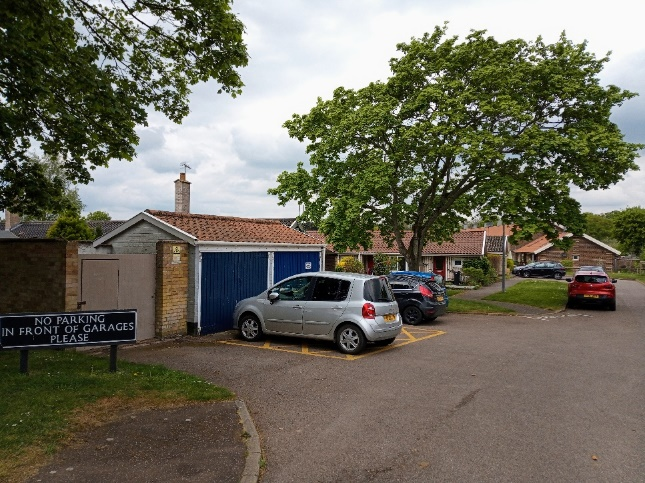 NO PARKING
IN FRONT OF GARAGES
PLEASE